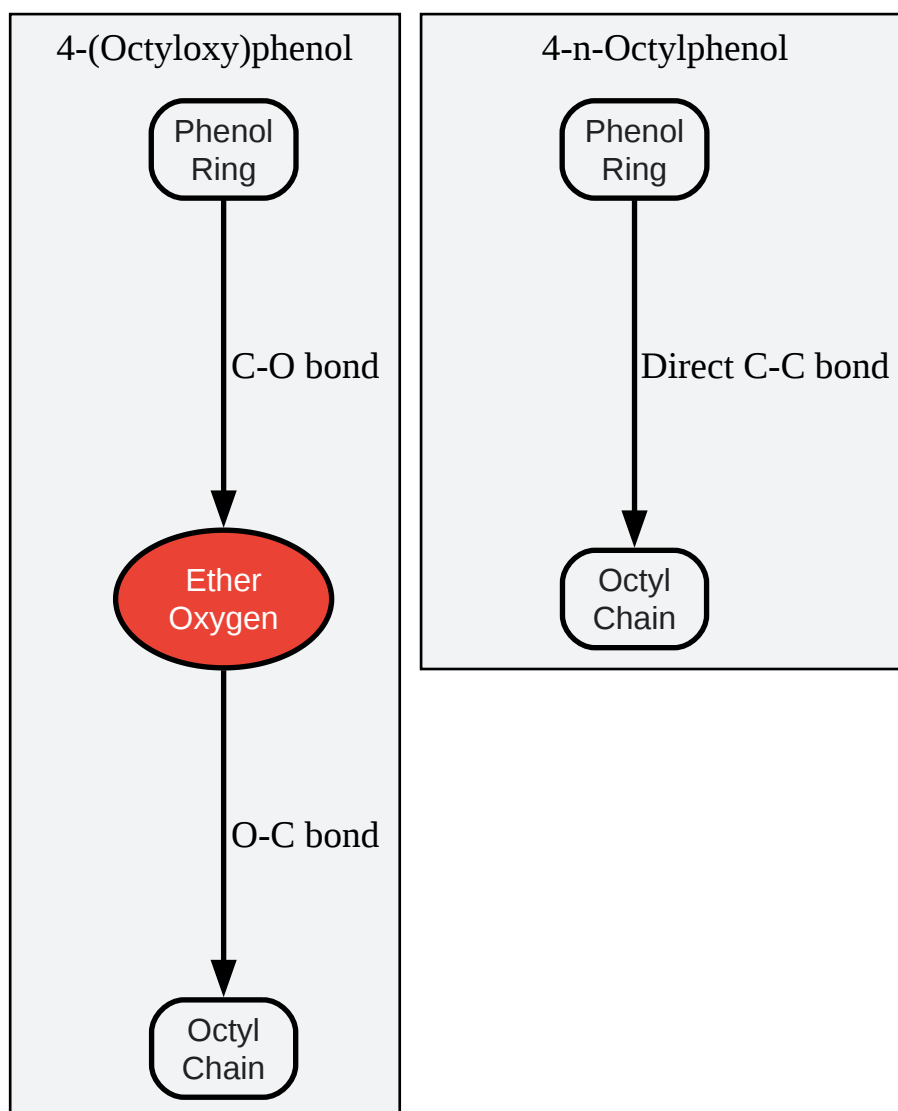 4-(Octyloxy)phenol
Phenol
Ring
C-O bond
Ether
Oxygen
O-C bond
Octyl
Chain
4-n-Octylphenol
Phenol
Ring
Direct C-C bond
Octyl
Chain